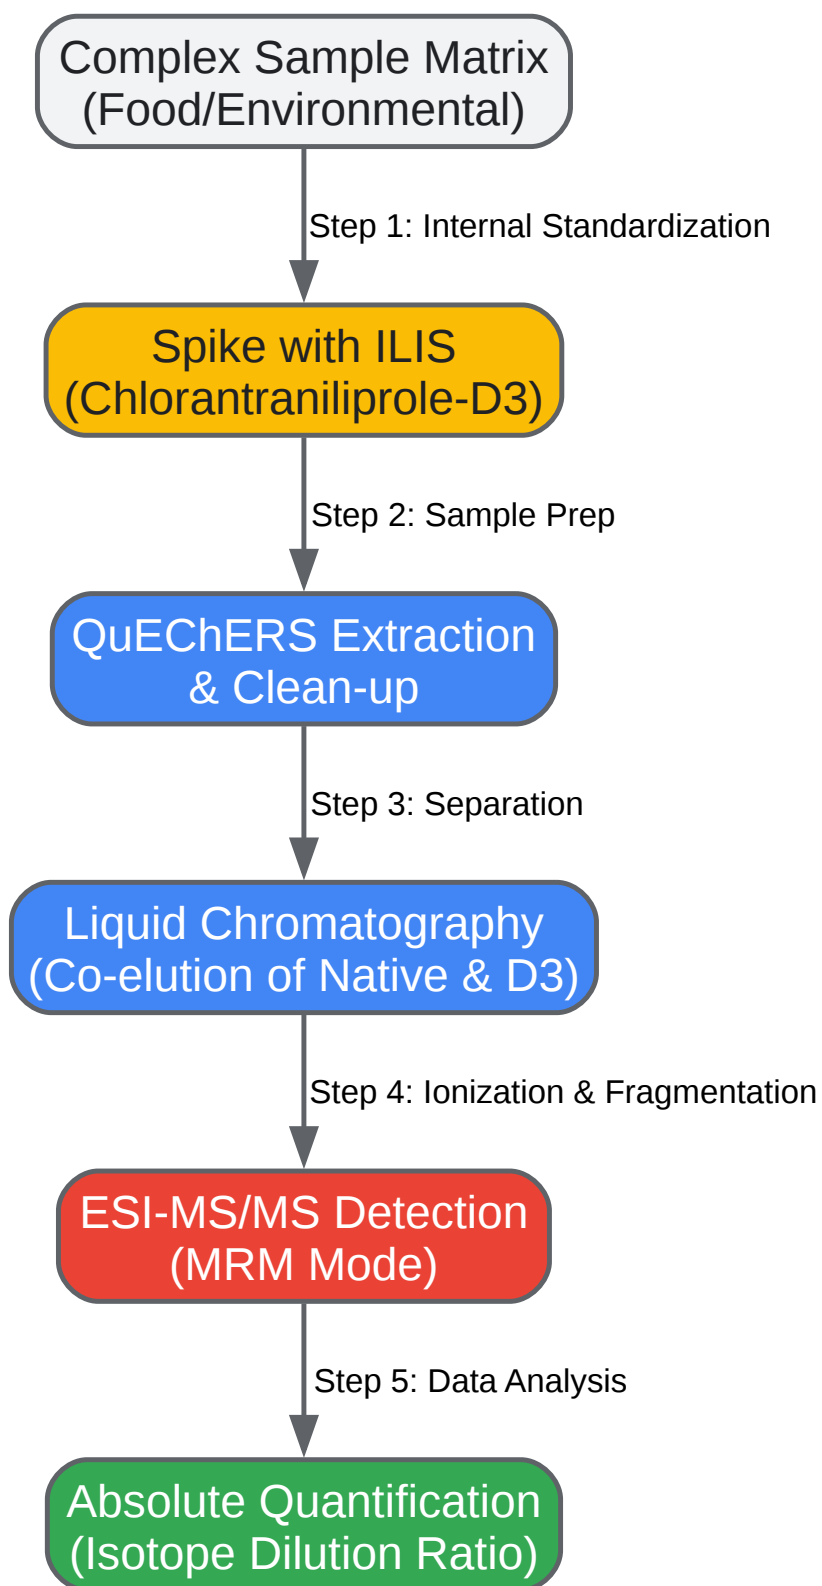 Complex Sample Matrix
(Food/Environmental)
Step 1: Internal Standardization
Spike with ILIS
(Chlorantraniliprole-D3)
Step 2: Sample Prep
QuEChERS Extraction
& Clean-up
Step 3: Separation
Liquid Chromatography
(Co-elution of Native & D3)
Step 4: Ionization & Fragmentation
ESI-MS/MS Detection
(MRM Mode)
Step 5: Data Analysis
Absolute Quantification
(Isotope Dilution Ratio)